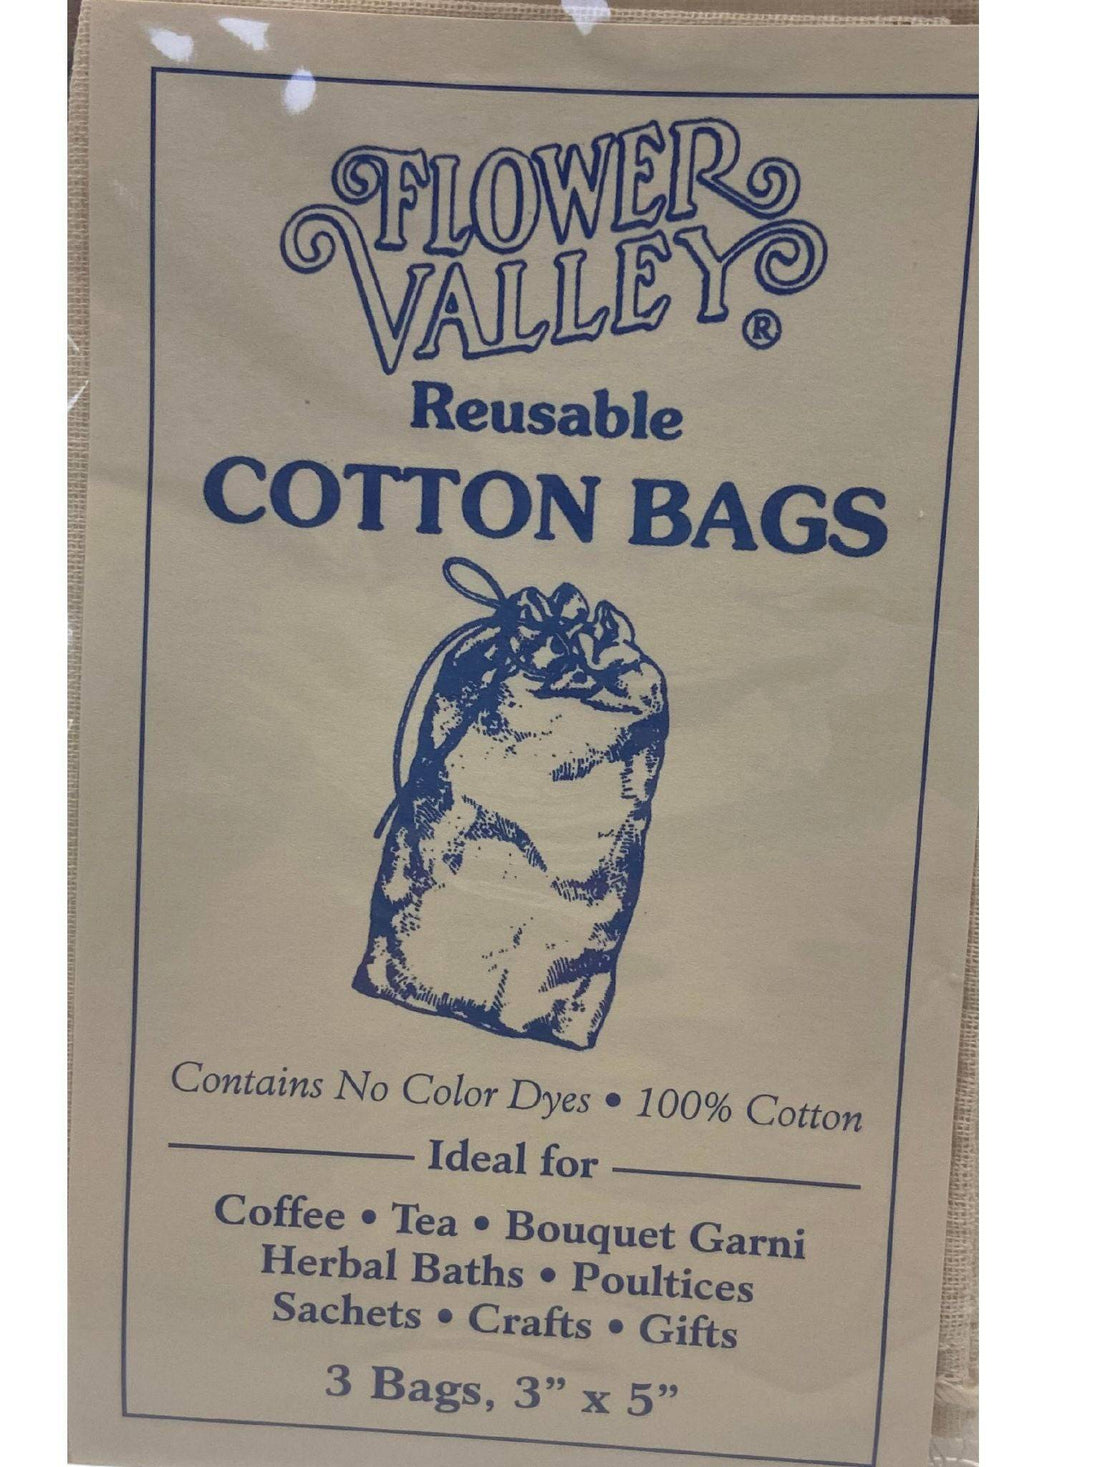 FLOWER
VALLEY®
Reusable
COTTON BAGS
Contains No Color Dyes • 100% Cotton
Ideal for
Coffee • Tea • Bouquet Garni
Herbal Baths • Poultices
Sachets • Crafts • Gifts
3 Bags, 3” x 5”